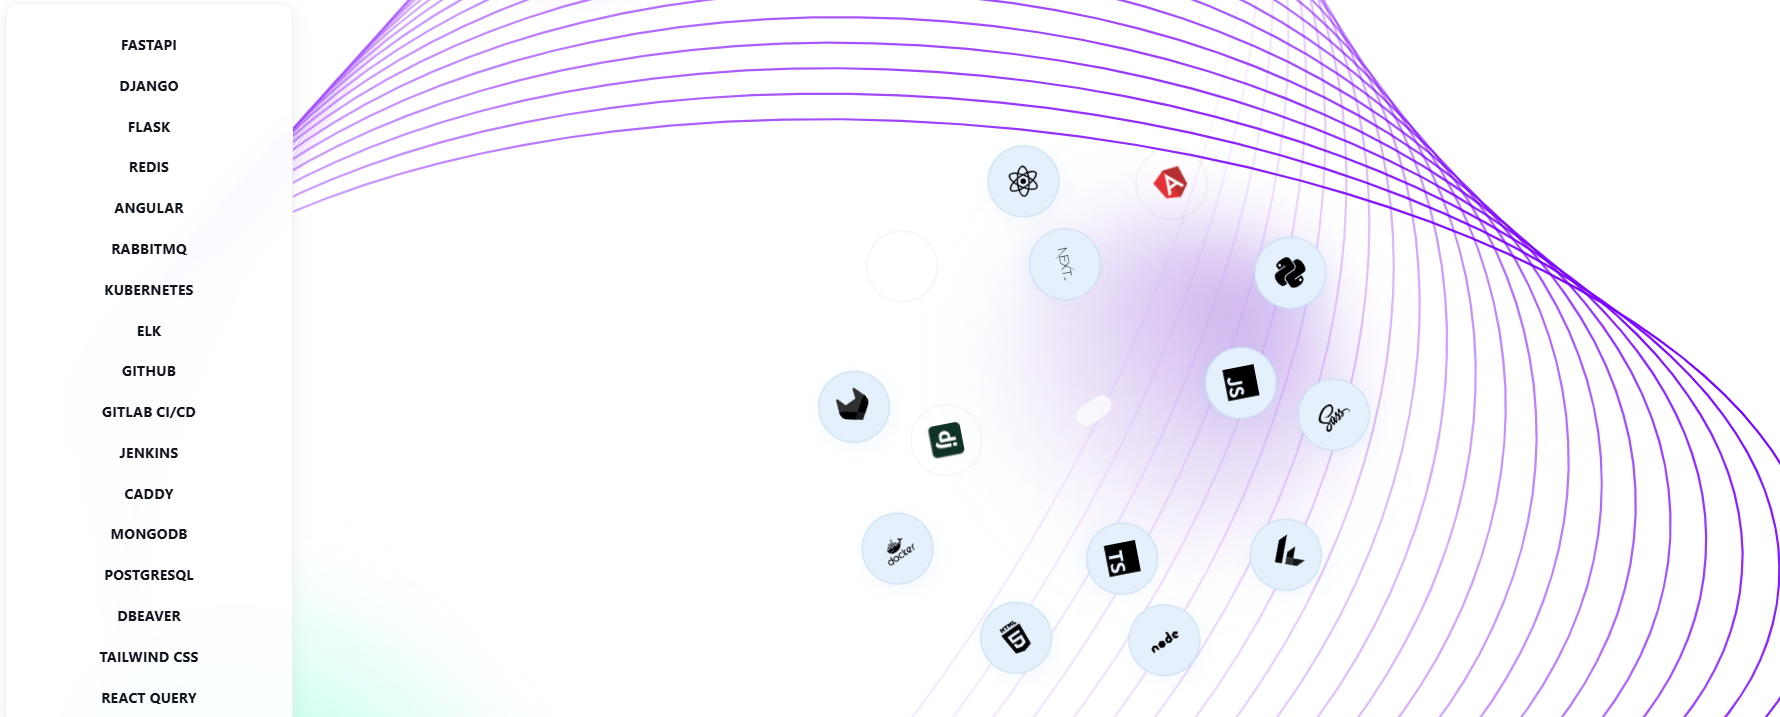 FASTAPI
DJANGO
FLASK
REDIS
ANGULAR
RABBITMQ
KUBERNETES
ELK
GITHUB
GITLAB CI/CD
JENKINS
CADDY
MONGODB
POSTGRESQL
DBEAVER
TAILWIND CSS
REACT QUERY
A
NEXT
JS
Sass
dj
docker
TS
HTML
5
node